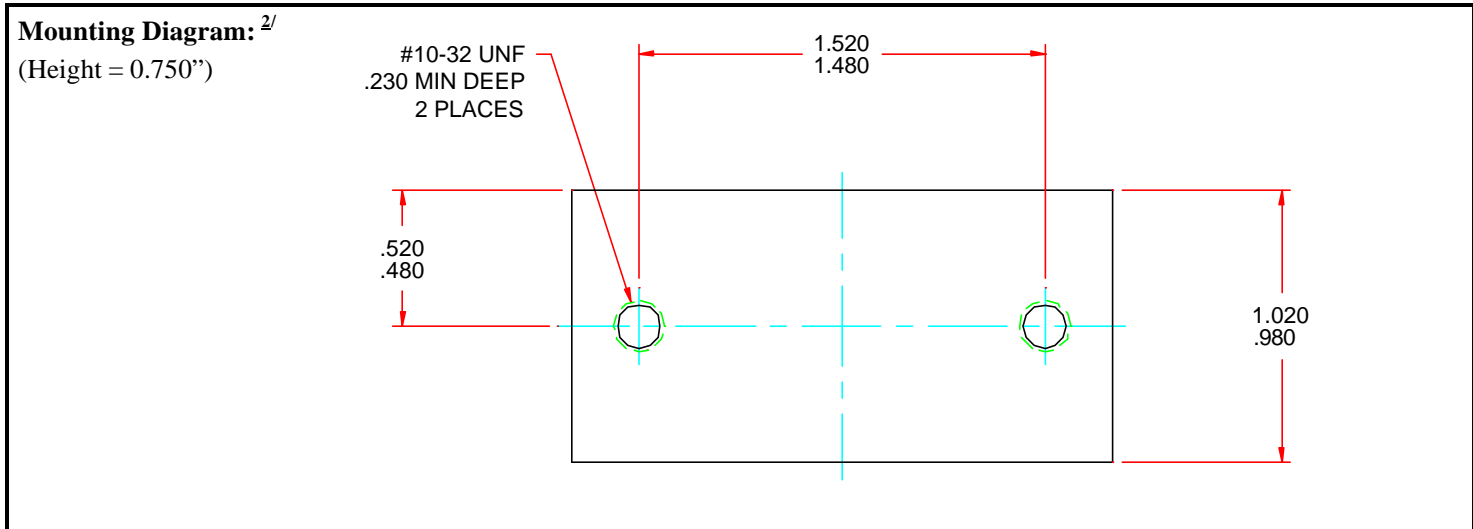 Mounting Diagram: 2/
(Height = 0.750”)
#10-32 UNF
.230 MIN DEEP
2 PLACES
1.520
1.480
.520
.480
1.020
.980